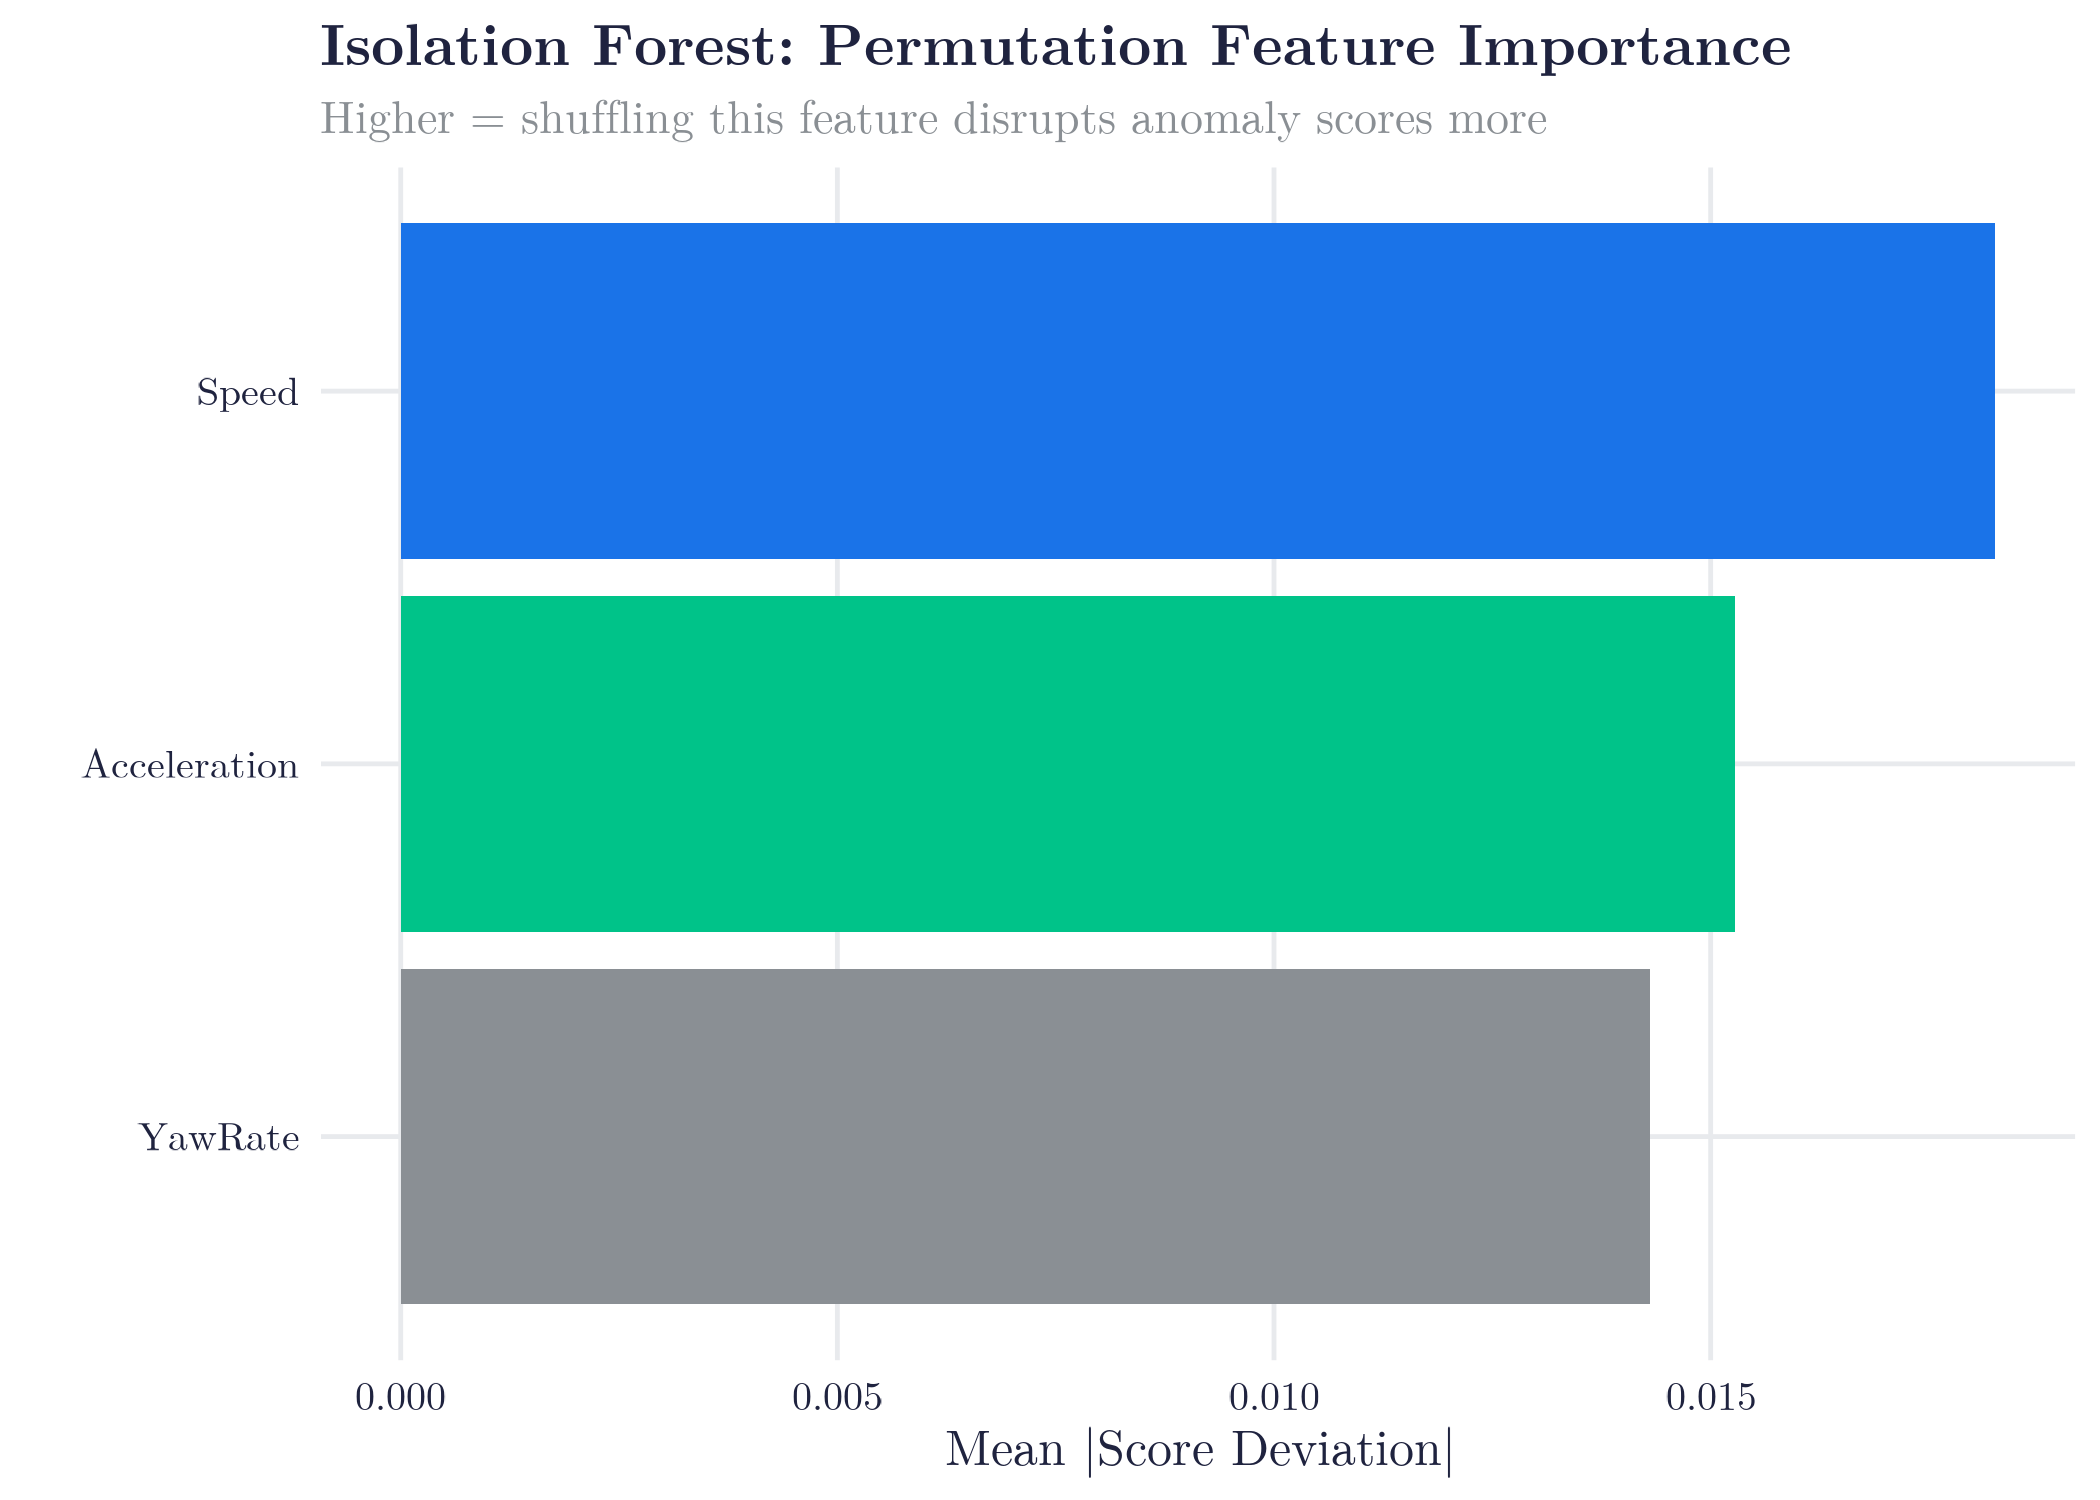 Isolation Forest: Permutation Feature Importance
Higher = shuffling this feature disrupts anomaly scores more
Speed
Acceleration
YawRate
0.000 0.005 0.010 0.015
Mean |Score Deviation|